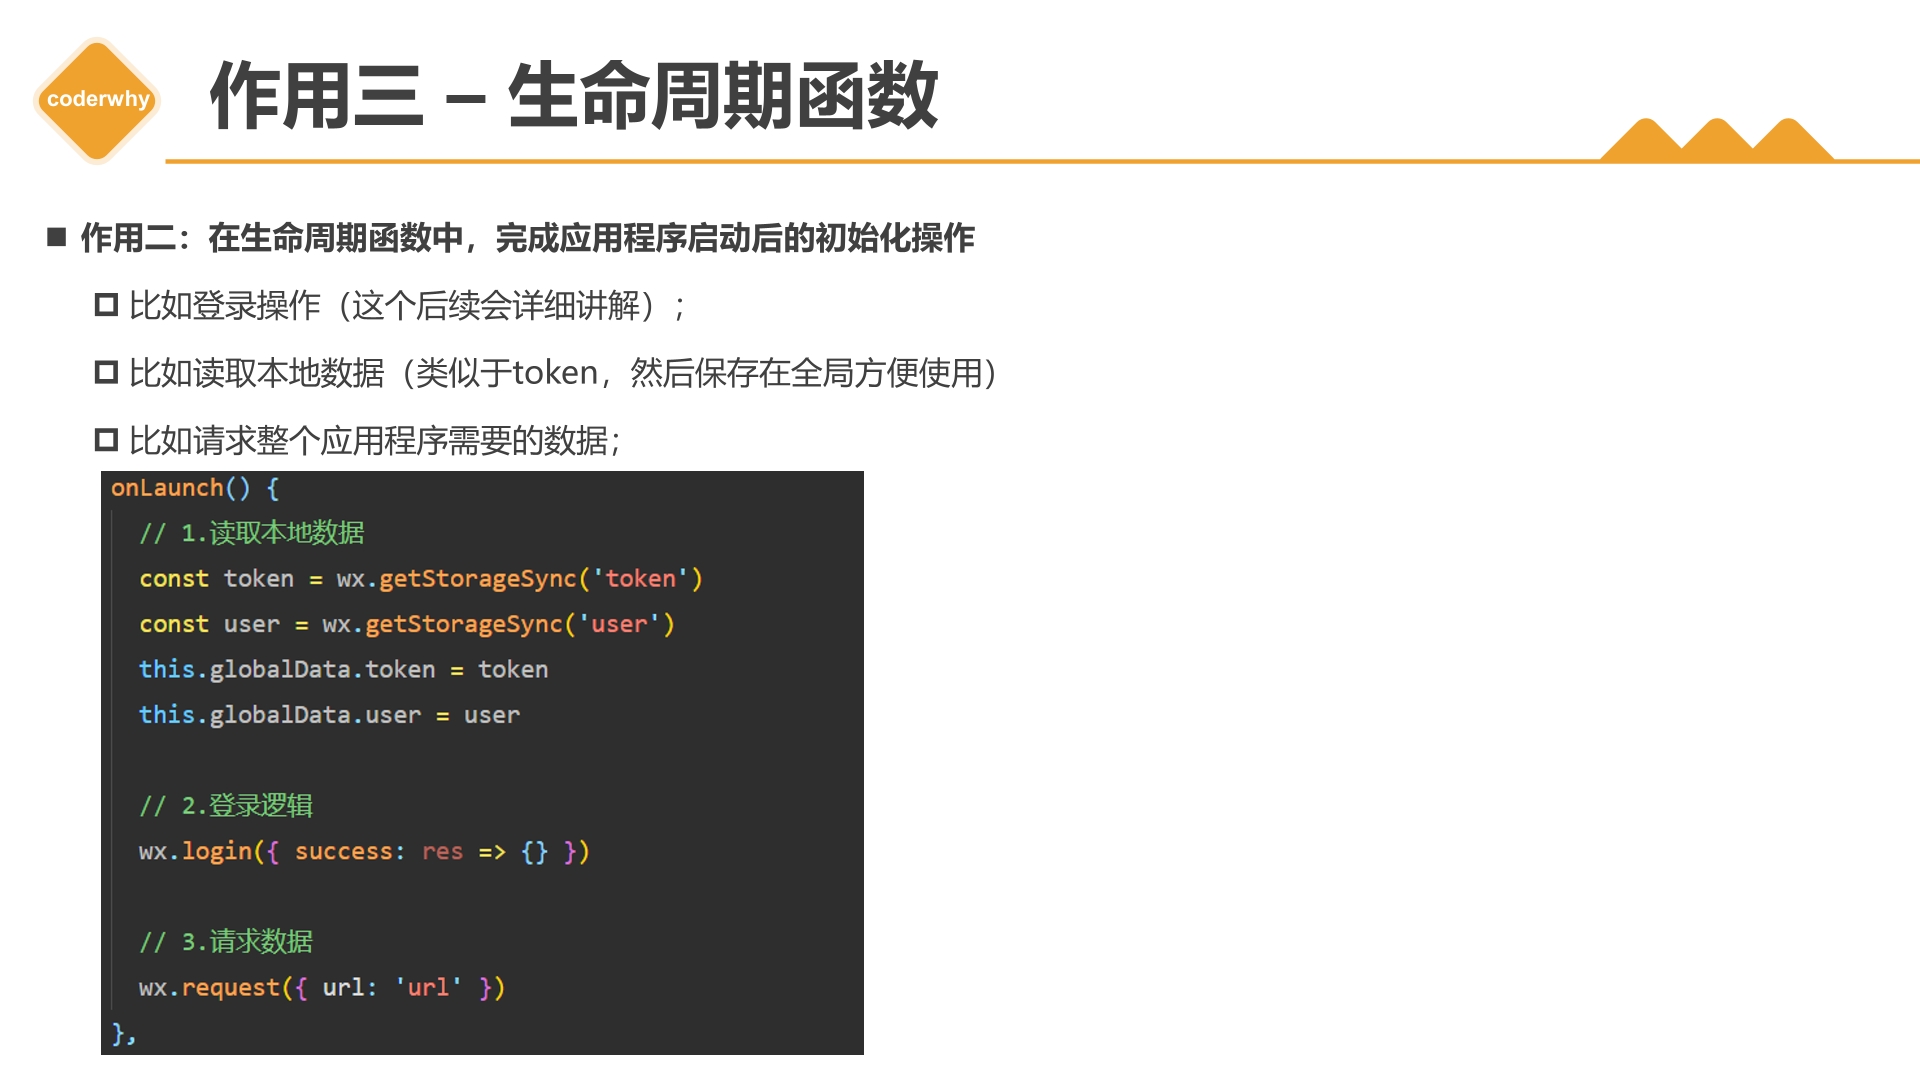 coderwhy
作用三 – 生命周期函数
作用二：在生命周期函数中，完成应用程序启动后的初始化操作
比如登录操作（这个后续会详细讲解）；
比如读取本地数据（类似于token，然后保存在全局方便使用）
比如请求整个应用程序需要的数据；
onLaunch() {
// 1.读取本地数据
const token = wx.getStorageSync('token')
const user = wx.getStorageSync('user')
this.globalData.token = token
this.globalData.user = user
// 2.登录逻辑
wx.login({ success: res => {} })
// 3.请求数据
wx.request({ url: 'url' })
},